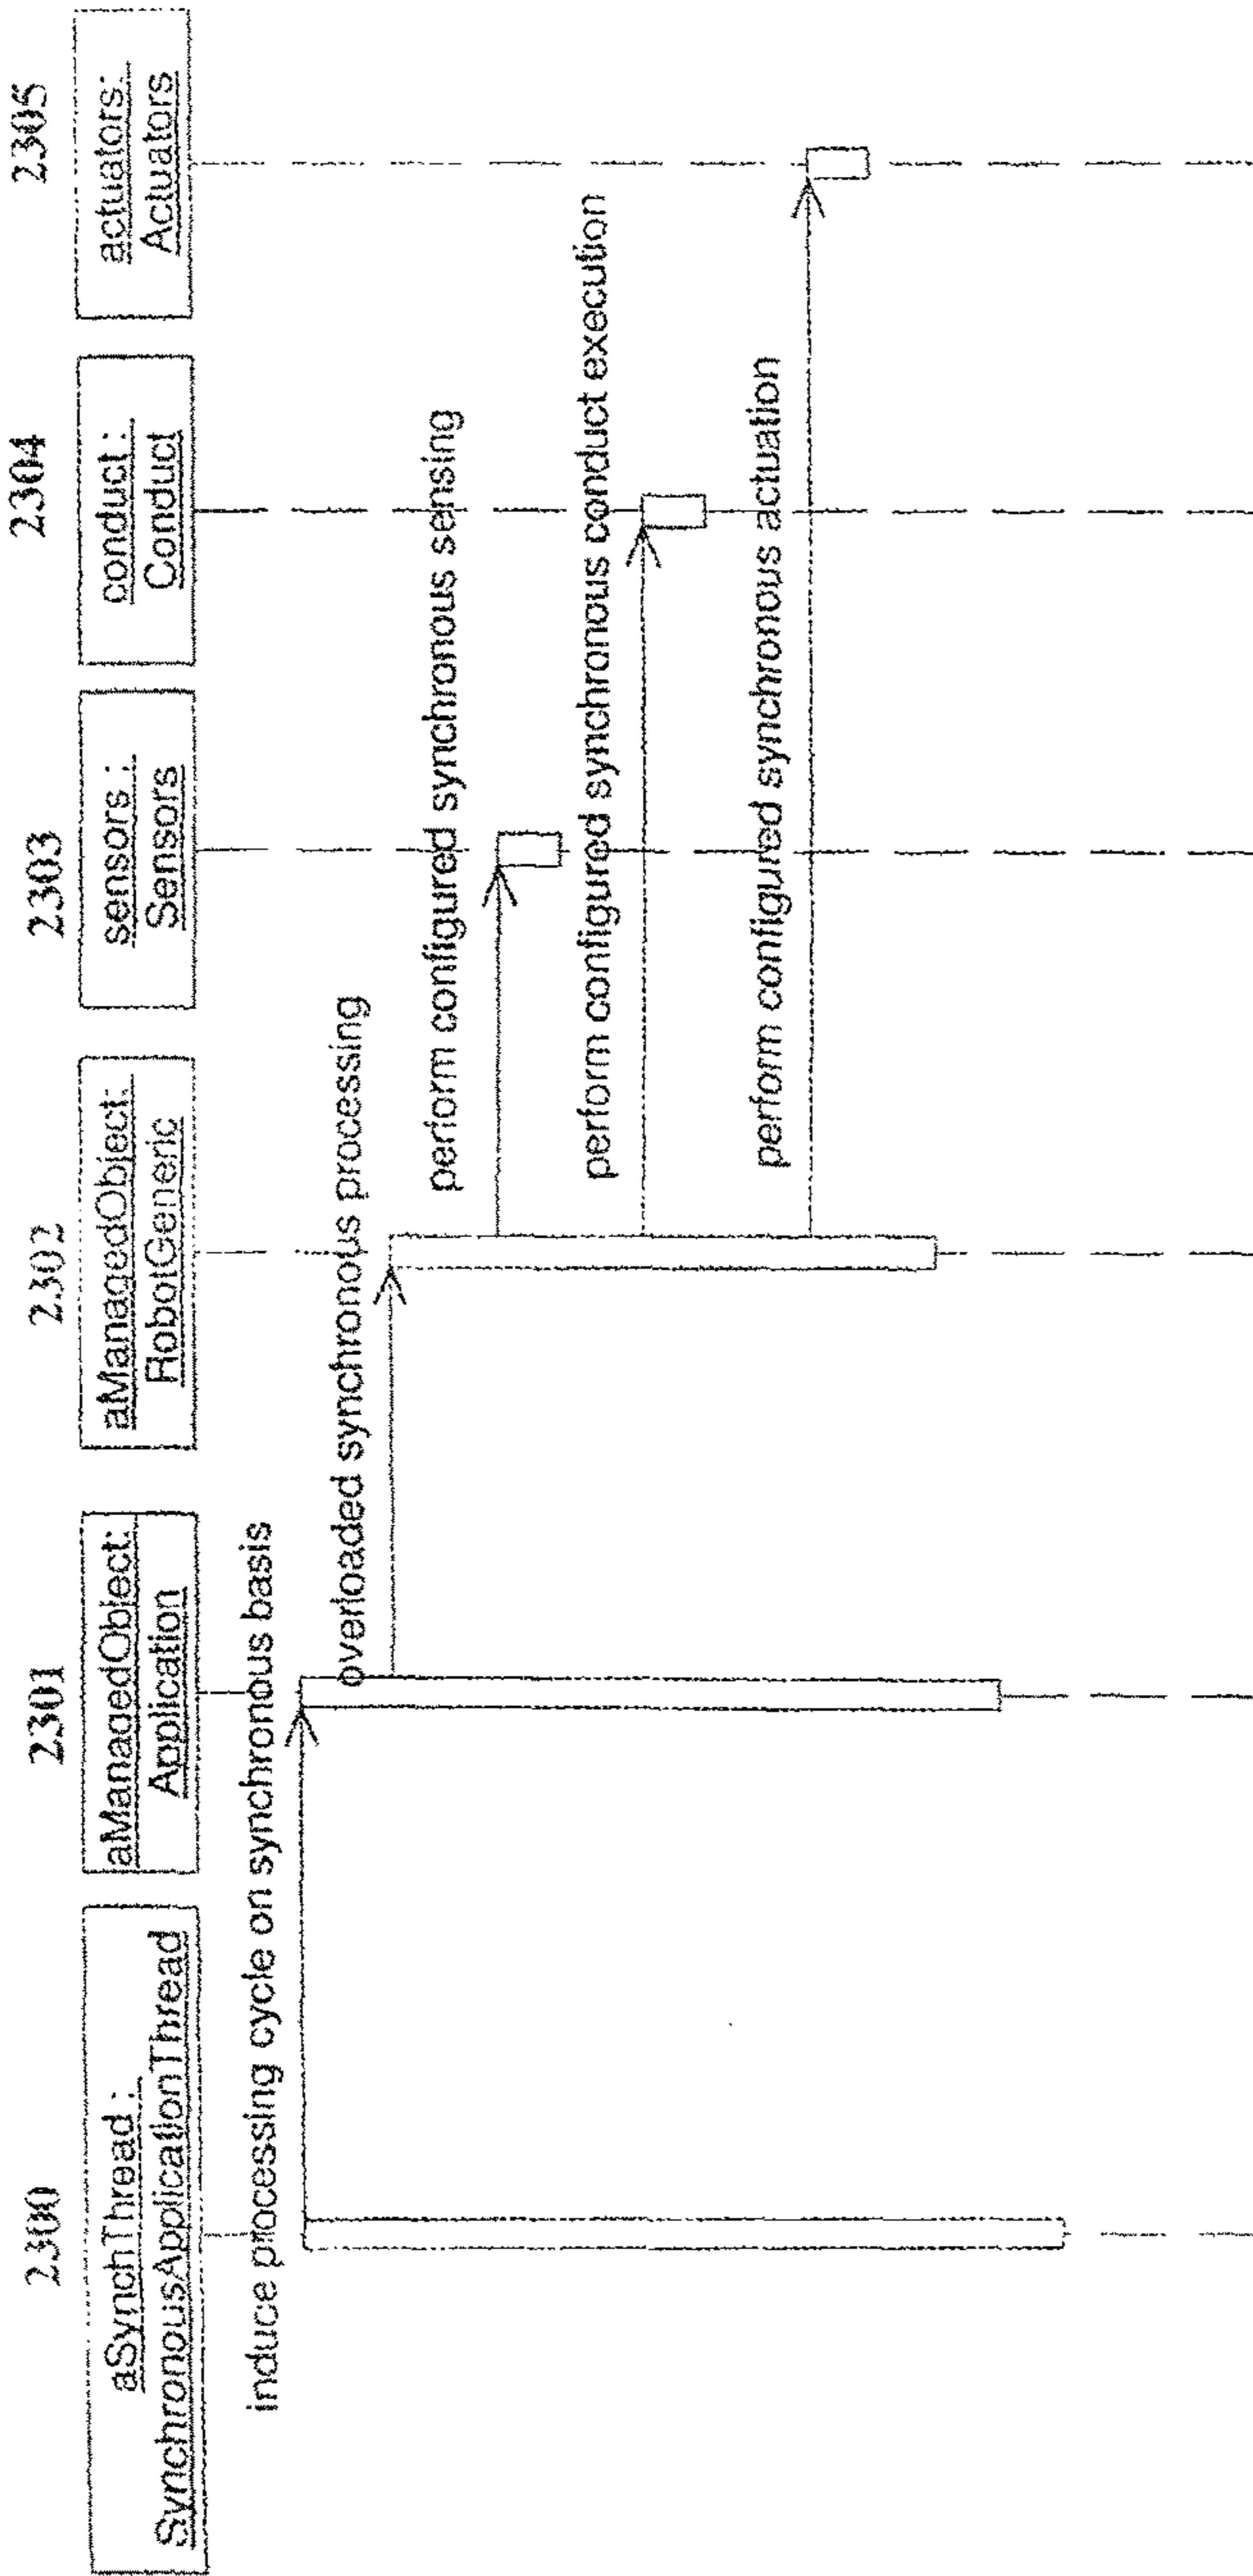 2300
2301
2302
2303
2304
2305
aSynchThread :
SynchronousApplicationThread
aManagedObject:
Application
aManagedObject:
RobotGeneric
sensors :
Sensors
conduct :
Conduct
actuators:
Actuators
induce processing cycle on synchronous basis
overloaded synchronous processing
perform configured synchronous sensing
perform configured synchronous conduct execution
perform configured synchronous actuation